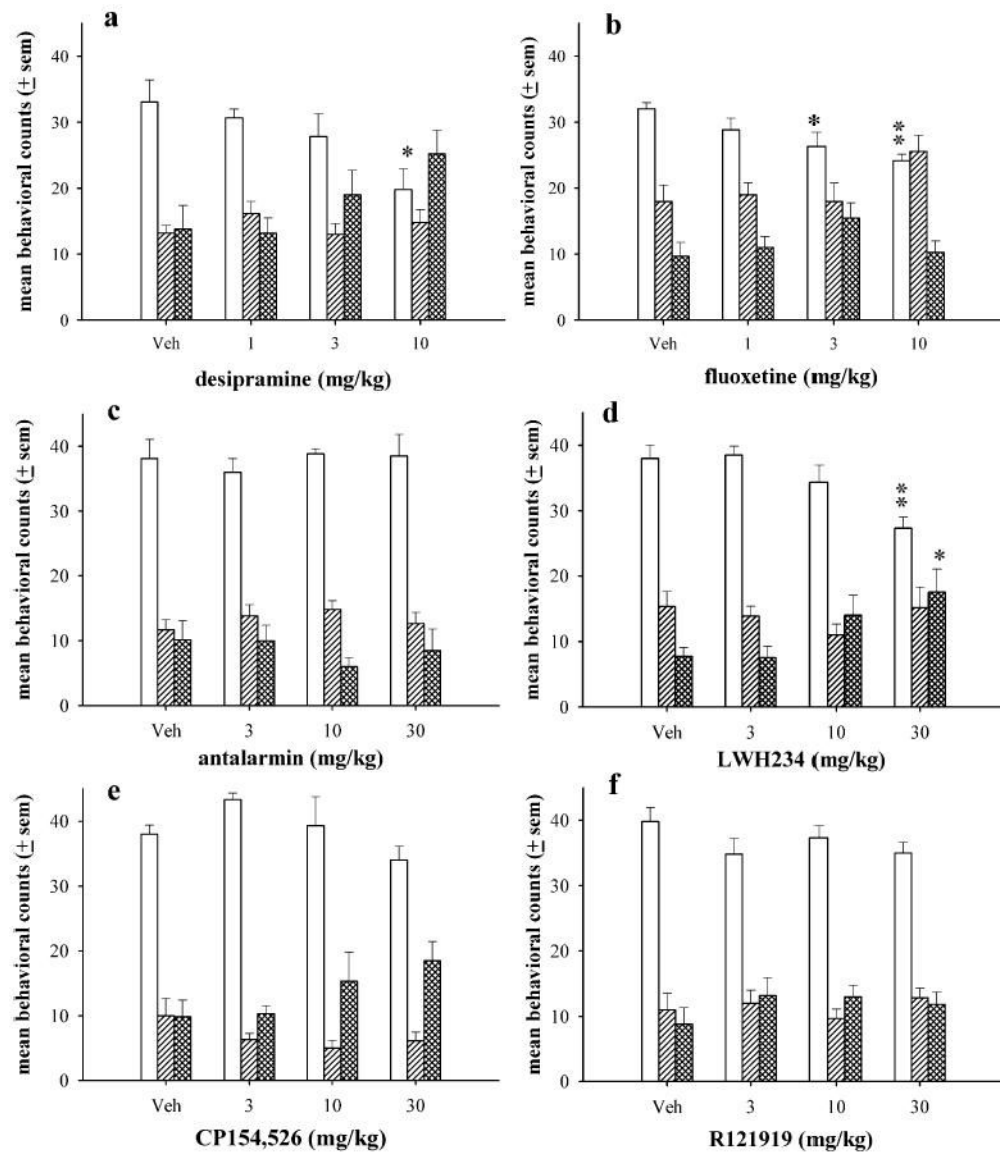 a
mean behavioral counts (± sem)
40
30
20
10
0
*
Veh 1 3 10
desipramine (mg/kg)
b
mean behavioral counts (± sem)
40
30
20
10
0
*
**
Veh 1 3 10
fluoxetine (mg/kg)
c
mean behavioral counts (± sem)
40
30
20
10
0
Veh 3 10 30
antalarmin (mg/kg)
d
mean behavioral counts (± sem)
40
30
20
10
0
**
*
Veh 3 10 30
LWH234 (mg/kg)
e
mean behavioral counts (± sem)
40
30
20
10
0
Veh 3 10 30
CP154,526 (mg/kg)
f
mean behavioral counts (± sem)
40
30
20
10
0
Veh 3 10 30
R121919 (mg/kg)